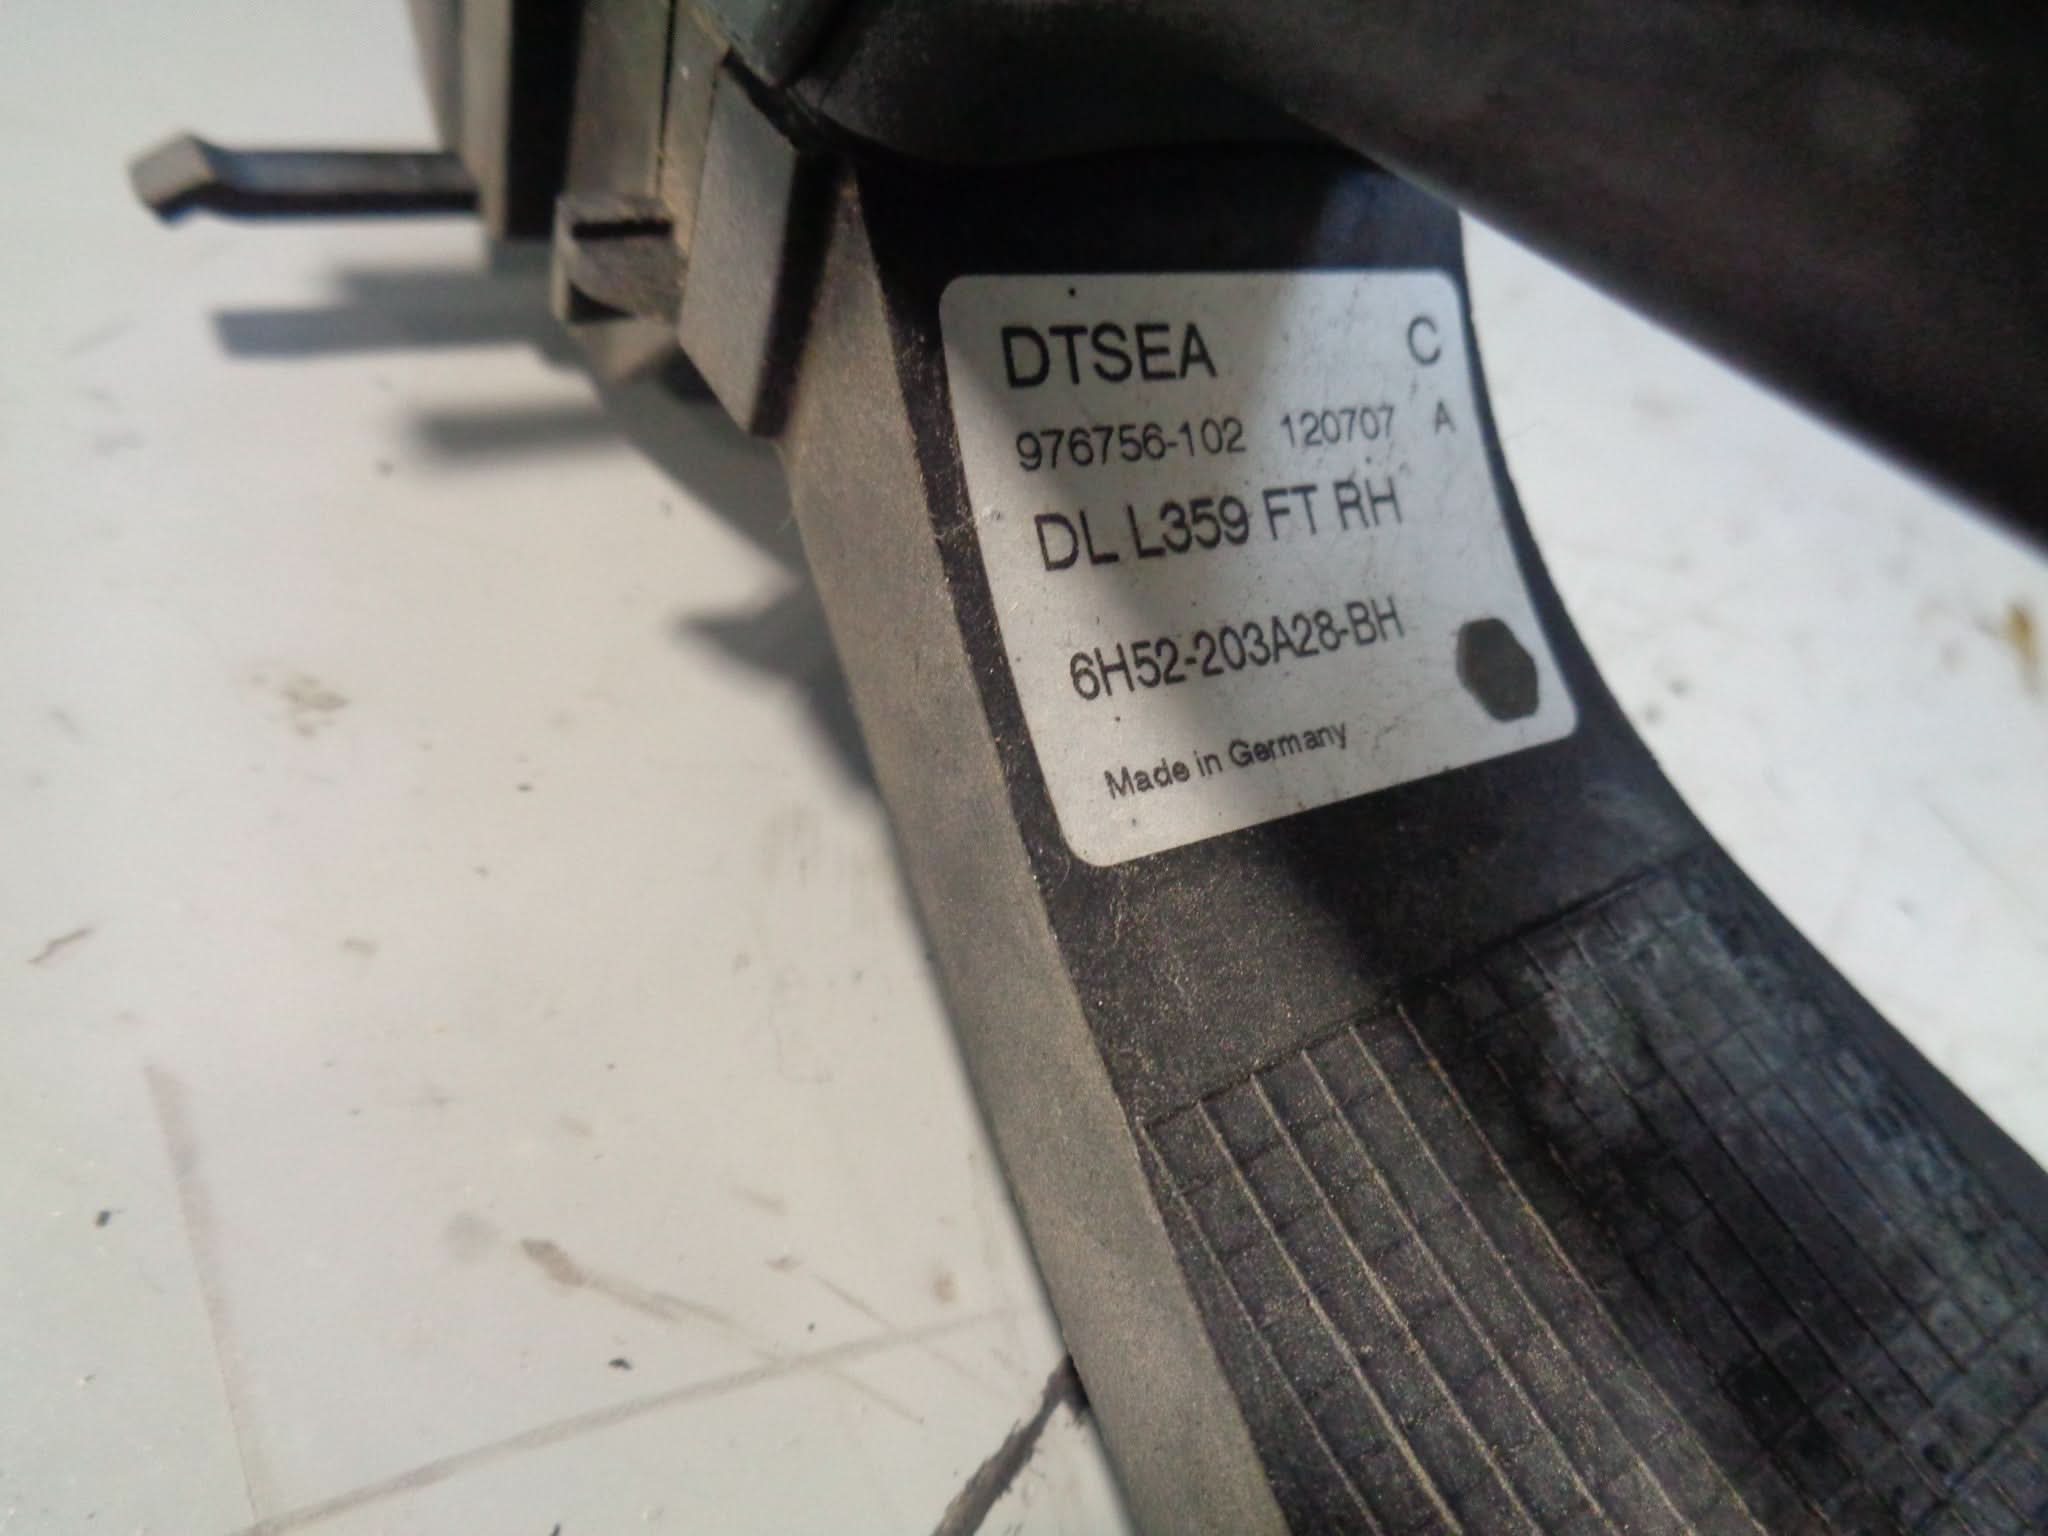 DTSEA C
976756-102 120707 A
DL L359 FT RH
6H52-203A28-BH
Made in Germany